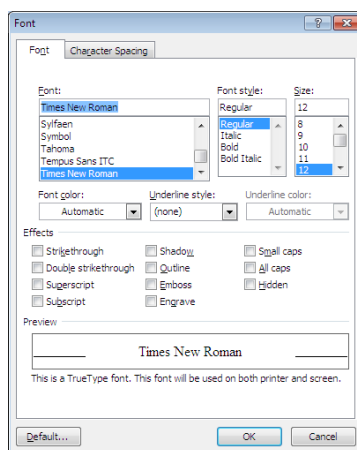 Font
Font Character Spacing
Font: Font style: Size:
Times New Roman Regular 12
Sylfaen Regular 8
Symbol Italic 9
Tahoma Bold 10
Tempus Sans ITC Bold Italic 11
Times New Roman 12
Font color: Underline style: Underline color:
Automatic (none) Automatic
Effects
Strikethrough Shadow Small caps
Double strikethrough Outline All caps
Superscript Emboss Hidden
Subscript Engrave
Preview
Times New Roman
This is a TrueType font. This font will be used on both printer and screen.
Default... OK Cancel